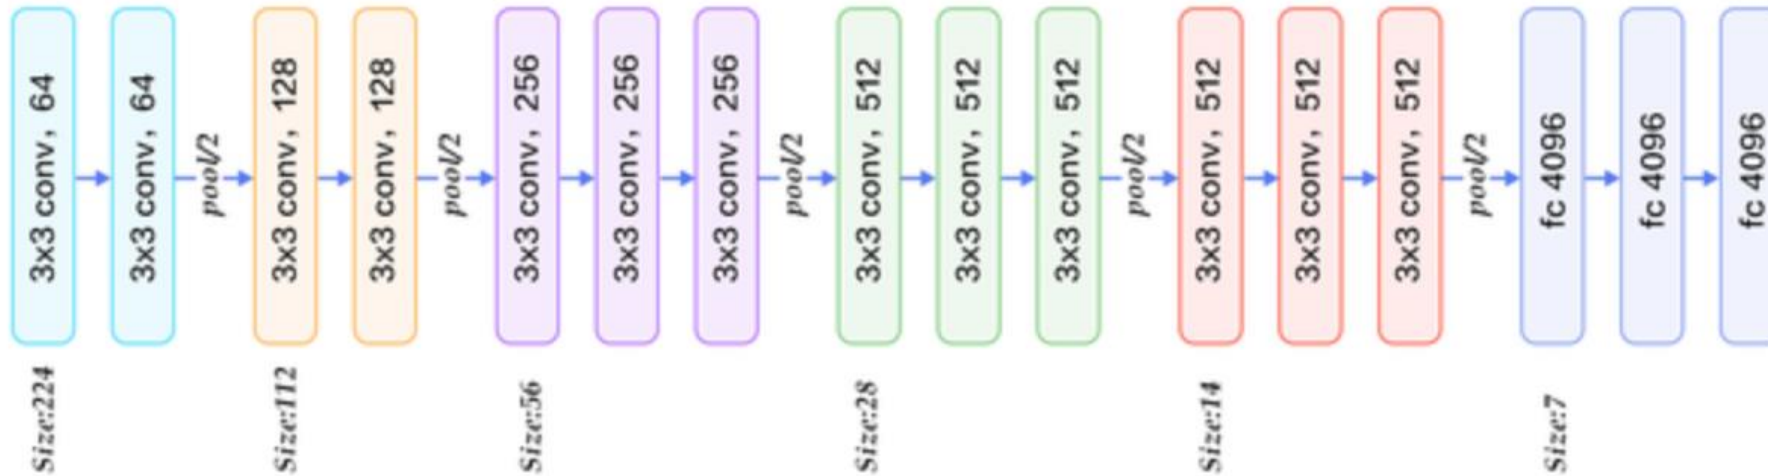 3x3 conv, 64
3x3 conv, 64
pool/2
3x3 conv, 128
3x3 conv, 128
pool/2
3x3 conv, 256
3x3 conv, 256
3x3 conv, 256
pool/2
3x3 conv, 512
3x3 conv, 512
3x3 conv, 512
pool/2
3x3 conv, 512
3x3 conv, 512
3x3 conv, 512
pool/2
fc 4096
fc 4096
fc 4096
Size:224
Size:112
Size:56
Size:28
Size:14
Size:7